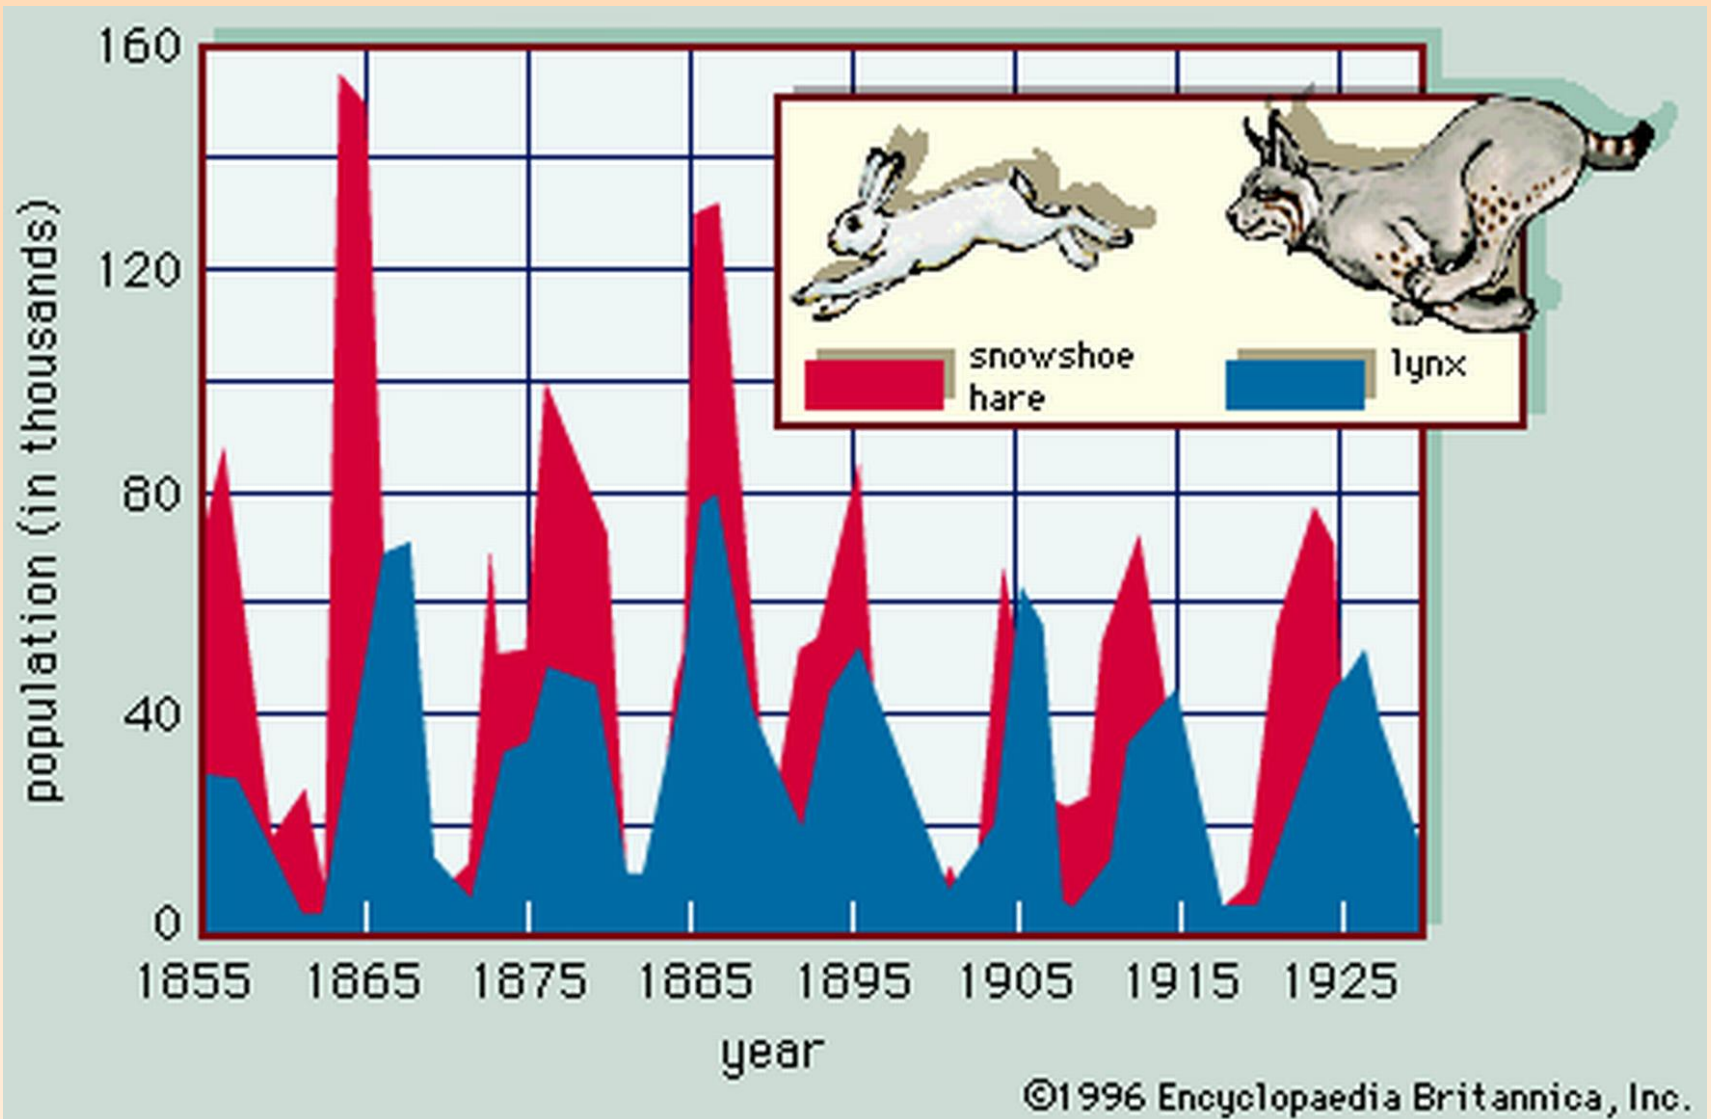 160
120
80
40
0
population (in thousands)
snowshoe
hare
lynx
1855 1865 1875 1885 1895 1905 1915 1925
year
©1996 Encyclopaedia Britannica, Inc.